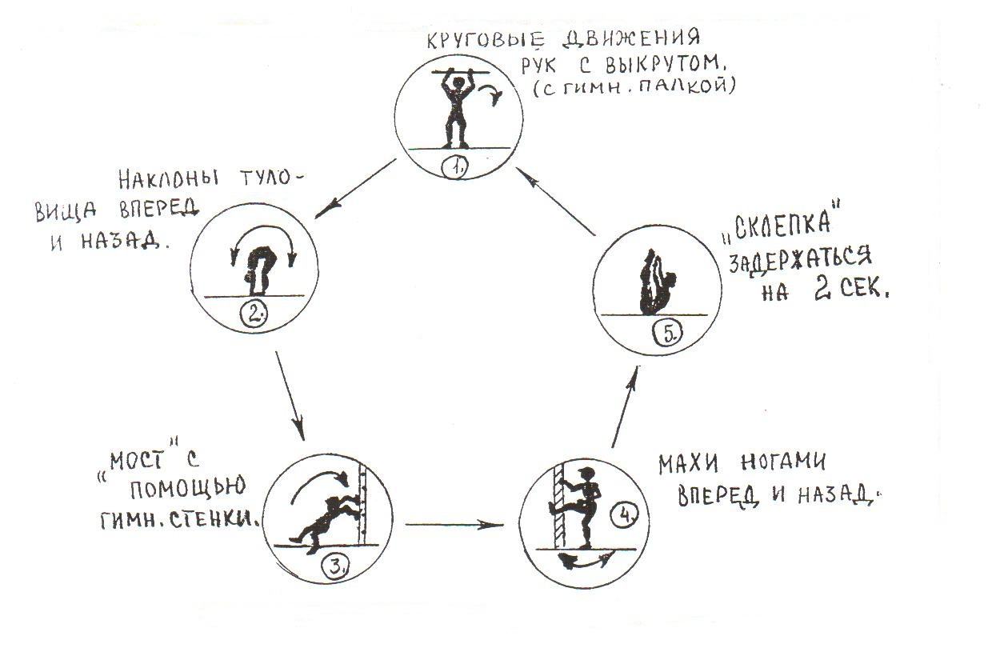 КРУГОВЫЕ ДВИЖЕНИЯ
РУК С ВЫКРУТОМ.
(С ГИМН. ПАЛКОЙ)
1.
НАКЛОНЫ ТУЛО-
ВИЩА ВПЕРЕД
И НАЗАД.
2.
"МОСТ" С
ПОМОЩЬЮ
ГИМН. СТЕНКИ.
3.
МАХИ НОГАМИ
ВПЕРЕД И НАЗАД.
4.
„СКЛЕПКА"
ЗАДЕРЖАТЬСЯ
НА 2 СЕК.
5.